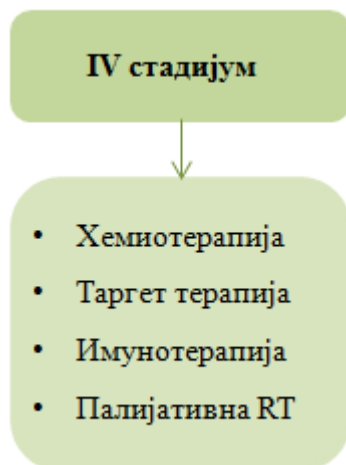 IV стадијум
• Хемиотерапија
• Таргет терапија
• Имунотерапија
• Палијативна RT